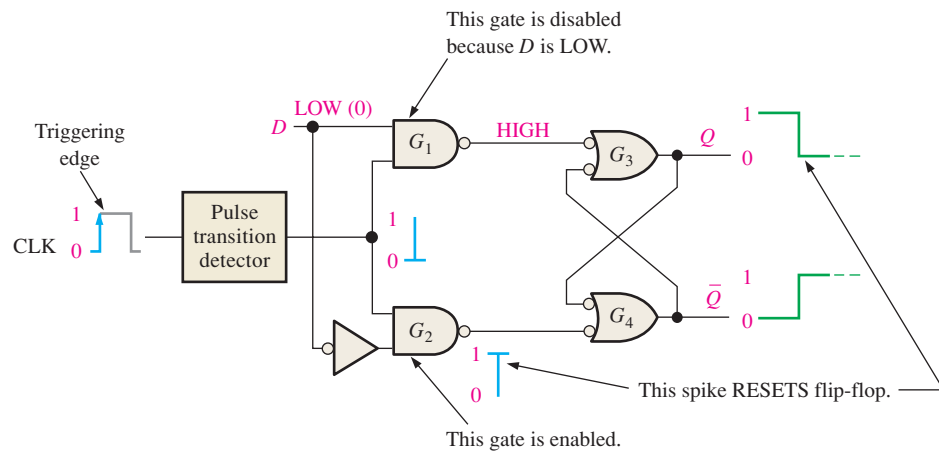 This gate is disabled
because D is LOW.
LOW (0)
D
G1
HIGH
G3
Q
1
0
Triggering
edge
1
0
CLK
Pulse
transition
detector
1
0
G2
G4
Q̅
1
0
1
0
This spike RESETS flip-flop.
This gate is enabled.